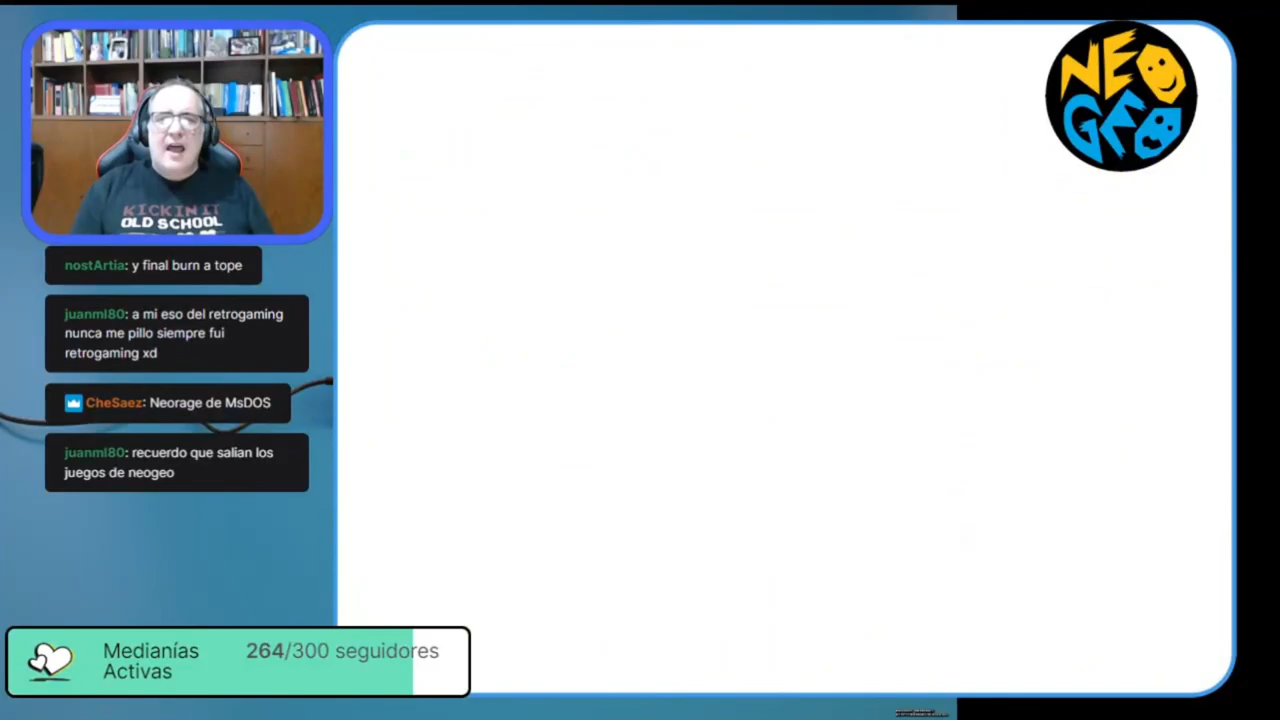 NEO
GEO
KICKIN IT
OLD SCHOOL
nostArtia: y final burn a tope
juanml80: a mi eso del retrogaming
nunca me pillo siempre fui
retrogaming xd
CheSaez: Neorage de MsDOS
juanml80: recuerdo que salian los
juegos de neogeo
Medianías
Activas
264/300 seguidores